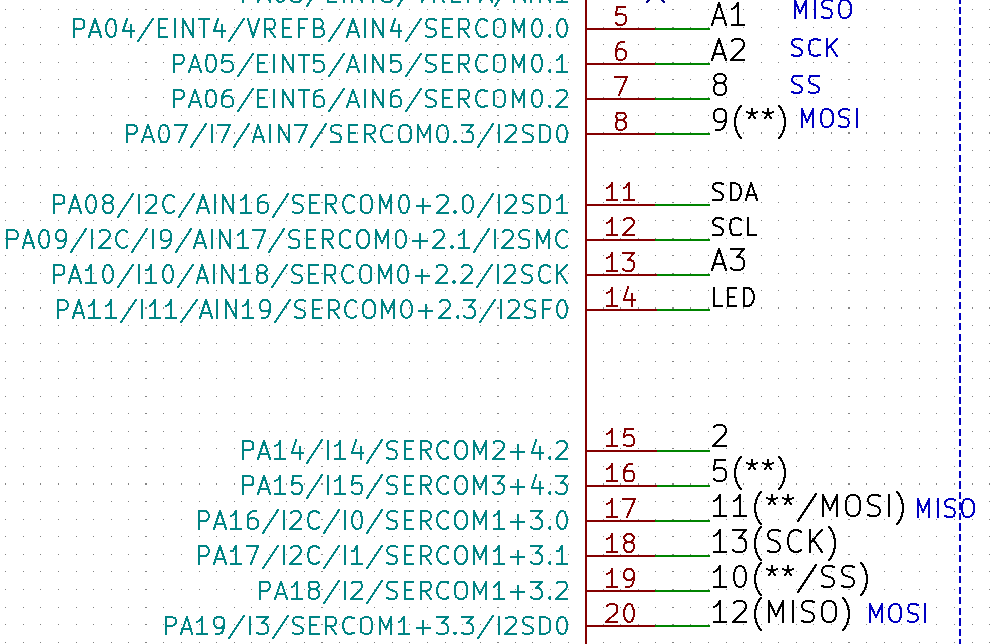 5 A1 MISO
PA04/EINT4/VREFB/AIN4/SERCOM0.0
6 A2 SCK
PA05/EINT5/AIN5/SERCOM0.1
7 8 SS
PA06/EINT6/AIN6/SERCOM0.2
8 9(**) MOSI
PA07/I7/AIN7/SERCOM0.3/I2SD0
11 SDA
PA08/I2C/AIN16/SERCOM0+2.0/I2SD1
12 SCL
PA09/I2C/I9/AIN17/SERCOM0+2.1/I2SMC
13 A3
PA10/I10/AIN18/SERCOM0+2.2/I2SCK
14 LED
PA11/I11/AIN19/SERCOM0+2.3/I2SF0
15 2
PA14/I14/SERCOM2+4.2
16 5(**)
PA15/I15/SERCOM3+4.3
17 11(**/MOSI) MISO
PA16/I2C/I0/SERCOM1+3.0
18 13(SCK)
PA17/I2C/I1/SERCOM1+3.1
19 10(**/SS)
PA18/I2/SERCOM1+3.2
20 12(MISO) MOSI
PA19/I3/SERCOM1+3.3/I2SD0